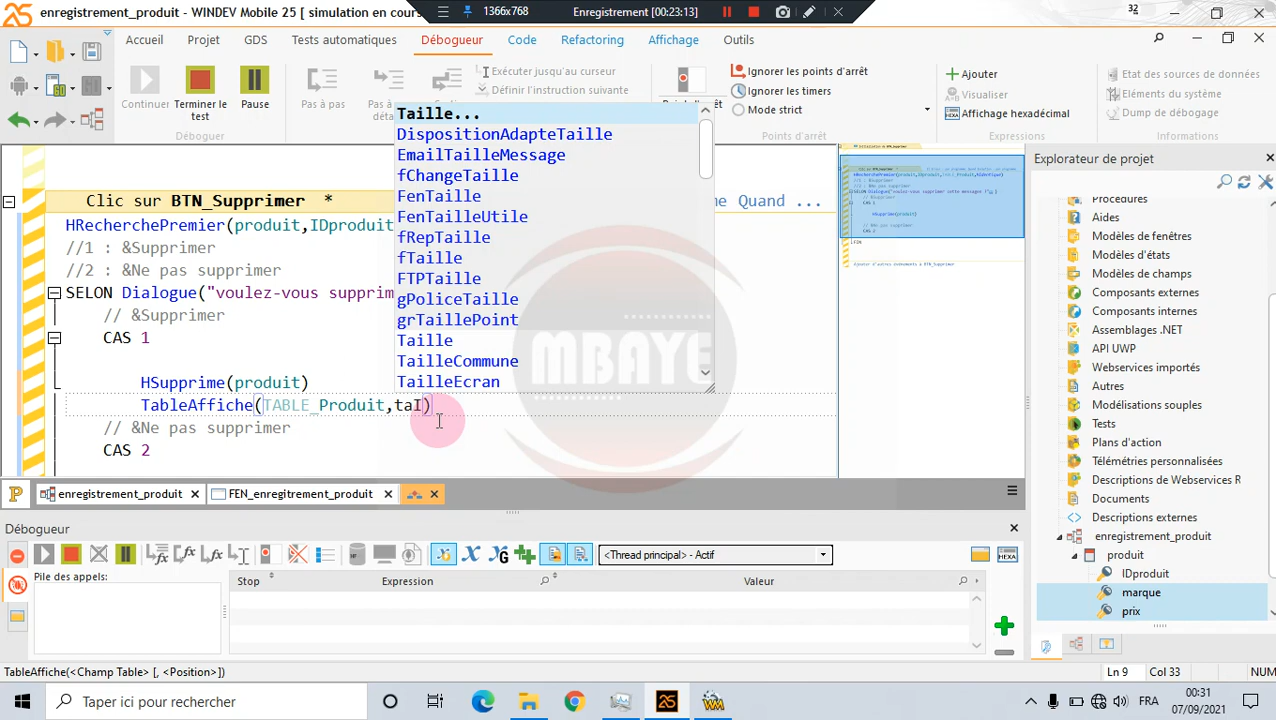 enregistrement_produit - WINDEV Mobile 25 [ simulation en cours
1366x768
Enregistrement [00:23:13]
32
Accueil Projet GDS Tests automatiques Débogueur Code Refactoring Affichage Outils
Continuer
Terminer le test
Pause
Pas à pas
Exécuter jusqu'au curseur
Définir l'instruction suivante
Ignorer les points d'arrêt
Ignorer les timers
Mode strict
Ajouter
Visualiser
Affichage hexadécimal
Etat des sources de données
Eléments du système
Dump du débogage
Déboguer
Points d'arrêt
Expressions
Informations
Taille...
DispositionAdapteTaille
EmailTailleMessage
fChangeTaille
FenTaille
FenTailleUtile
fRepTaille
fTaille
FTPTaille
gPoliceTaille
grTaillePoint
Taille
TailleCommune
TailleEcran
Clic sur BTN_Supprimer *
me Quand ...
HRecherchePremier(produit,IDproduit
//1 : &Supprimer
//2 : &Ne pas supprimer
SELON Dialogue("voulez-vous supprim
// &Supprimer
CAS 1
HSupprime(produit)
TableAffiche(TABLE_Produit,taI)
// &Ne pas supprimer
CAS 2
MBAYE
Explorateur de projet
Procédures
Aides
Modèles de fenêtres
Modèles d'états
Modèles de champs
Composants externes
Composants internes
Assemblages .NET
API UWP
Webservices importés
Autres
Modélisations souples
Tests
Plans d'action
Télémétries personnalisées
Descriptions de Webservices R
Documents
Descriptions externes
enregistrement_produit
produit
IDproduit
marque
prix
enregistrement_produit
FEN_enregitrement_produit
Débogueur
<Thread principal> - Actif
HEXA
Pile des appels:
Stop Expression Valeur
TableAffiche(<Champ Table> [, <Position>])
Ln 9 Col 33 NUM
Taper ici pour rechercher
FRA
00:31
07/09/2021